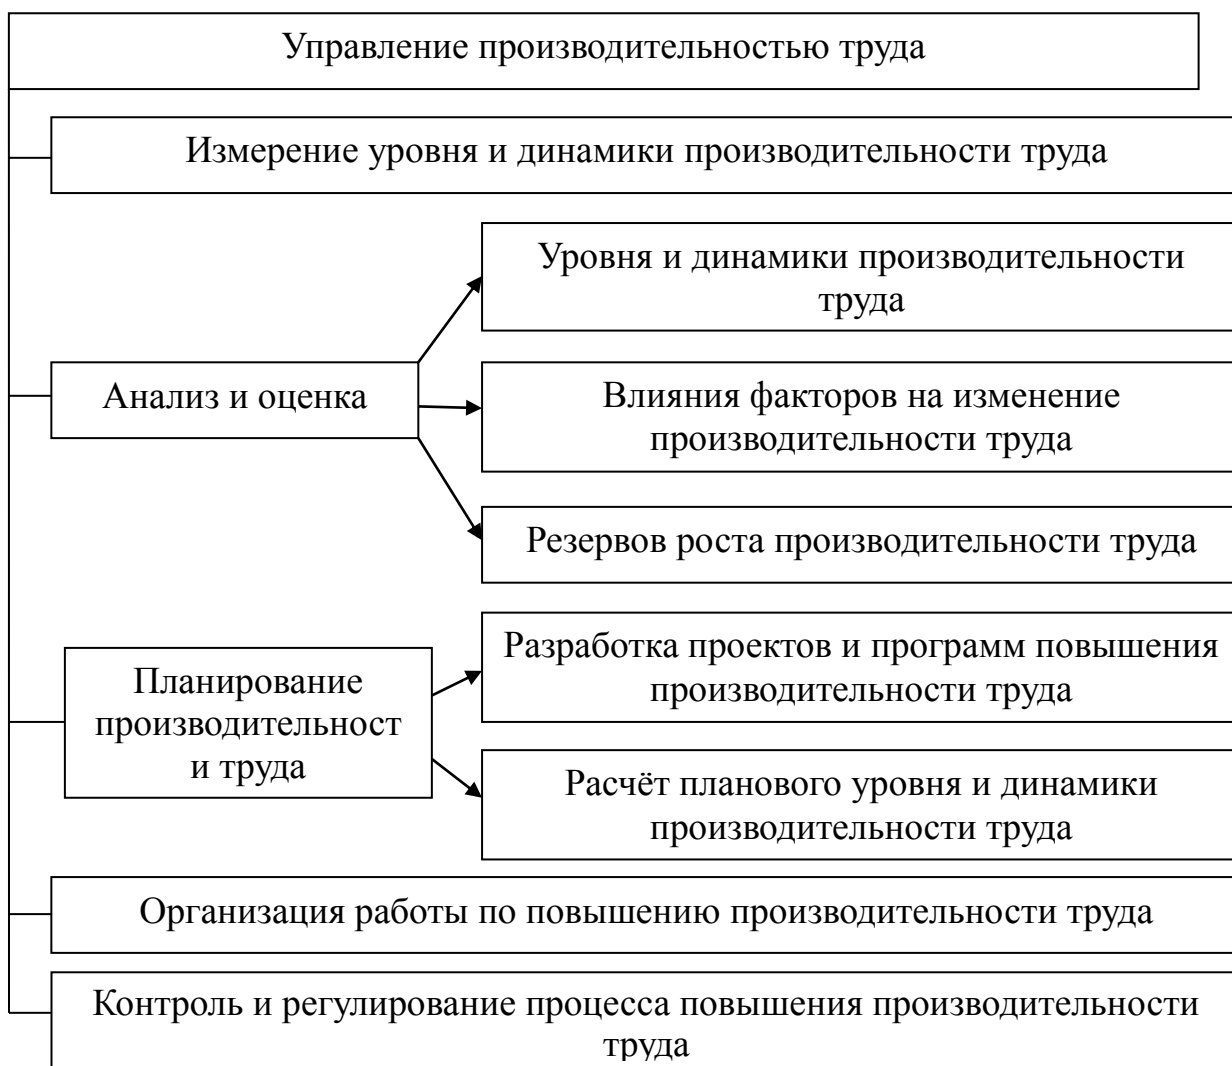 Управление производительностью труда
Измерение уровня и динамики производительности труда
Уровня и динамики производительности
труда
Анализ и оценка
Влияния факторов на изменение
производительности труда
Резервов роста производительности труда
Планирование
производительност
и труда
Разработка проектов и программ повышения
производительности труда
Расчёт планового уровня и динамики
производительности труда
Организация работы по повышению производительности труда
Контроль и регулирование процесса повышения производительности
труда